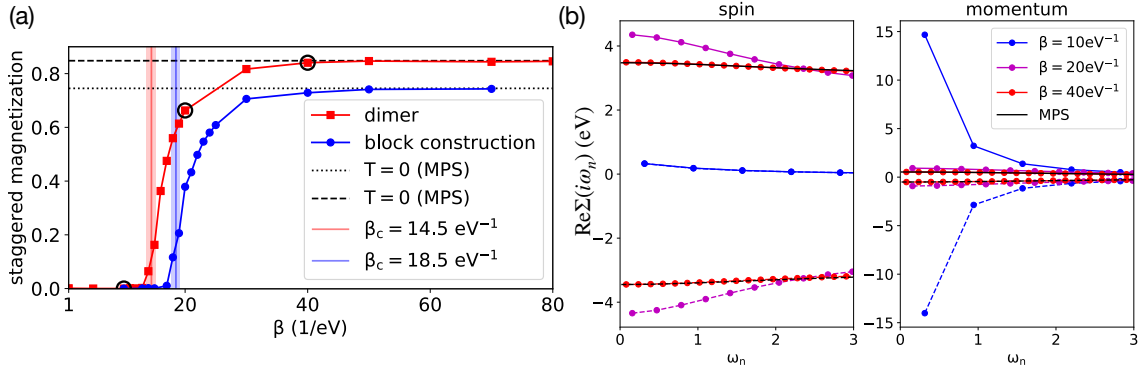 (a)
staggered magnetization
0.8
0.6
0.4
0.2
0.0
1
20
40
60
80
β (1/eV)
dimer
block construction
T = 0 (MPS)
T = 0 (MPS)
β_c = 14.5 eV⁻¹
β_c = 18.5 eV⁻¹
(b)
spin
ReΣ(iω_n) (eV)
4
2
0
−2
−4
0
1
2
3
ω_n
momentum
15
10
5
0
−5
−10
−15
0
1
2
3
ω_n
β = 10eV⁻¹
β = 20eV⁻¹
β = 40eV⁻¹
MPS